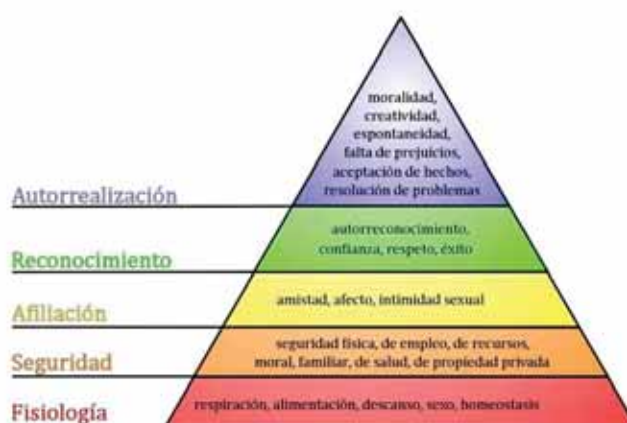 moralidad,
creatividad,
espontaneidad,
falta de prejuicios,
aceptación de hechos,
resolución de problemas
Autorrealización
autorreconocimiento,
confianza, respeto, éxito
Reconocimiento
amistad, afecto, intimidad sexual
Afiliación
seguridad física, de empleo, de recursos,
moral, familiar, de salud, de propiedad privada
Seguridad
respiración, alimentación, descanso, sexo, homeostasis
Fisiología